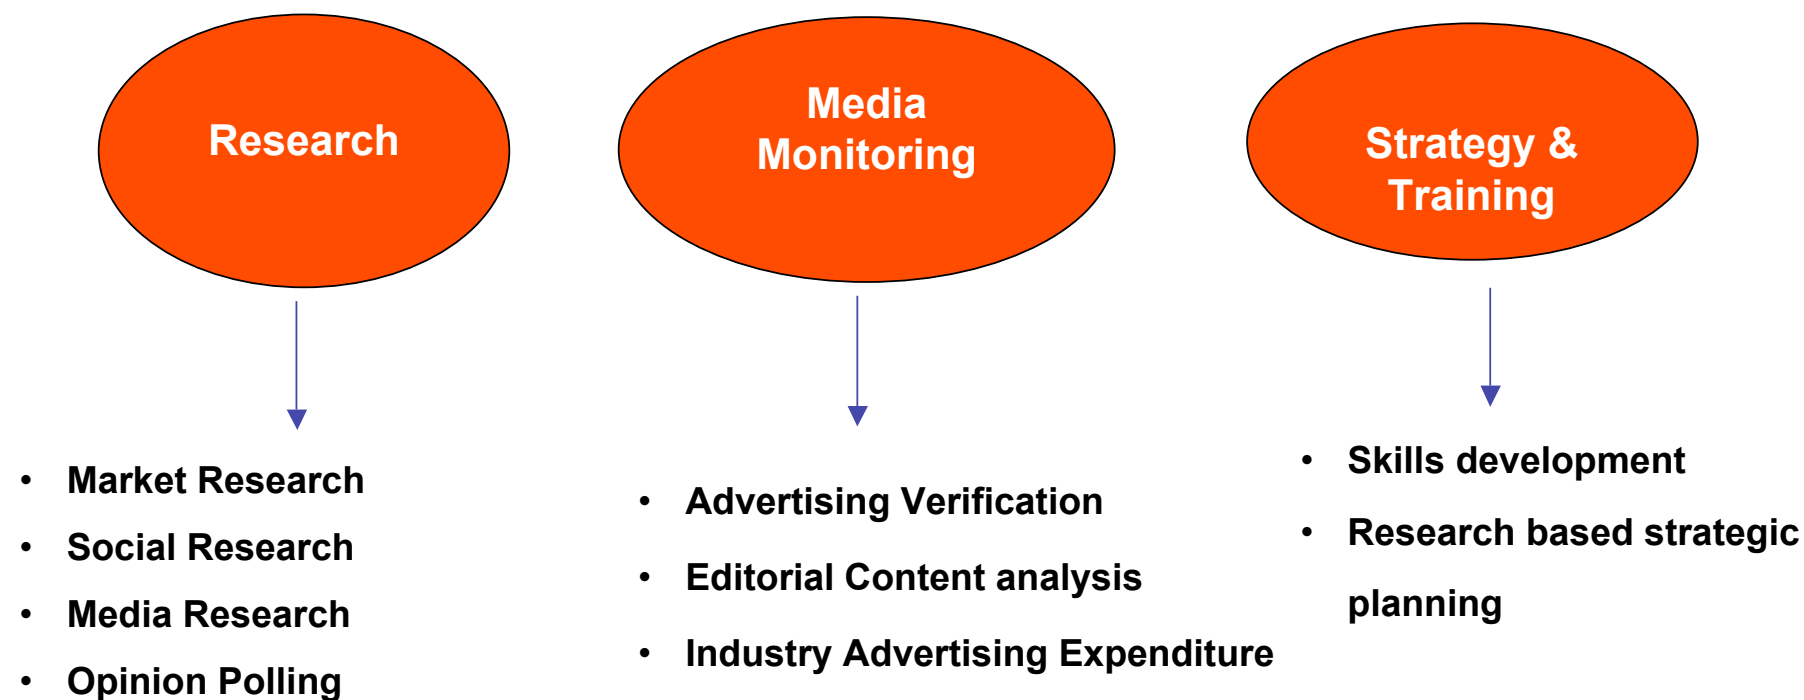 Research
Media
Monitoring
Strategy &
Training
• Market Research
• Social Research
• Media Research
• Opinion Polling
• Advertising Verification
• Editorial Content analysis
• Industry Advertising Expenditure
• Skills development
• Research based strategic
planning